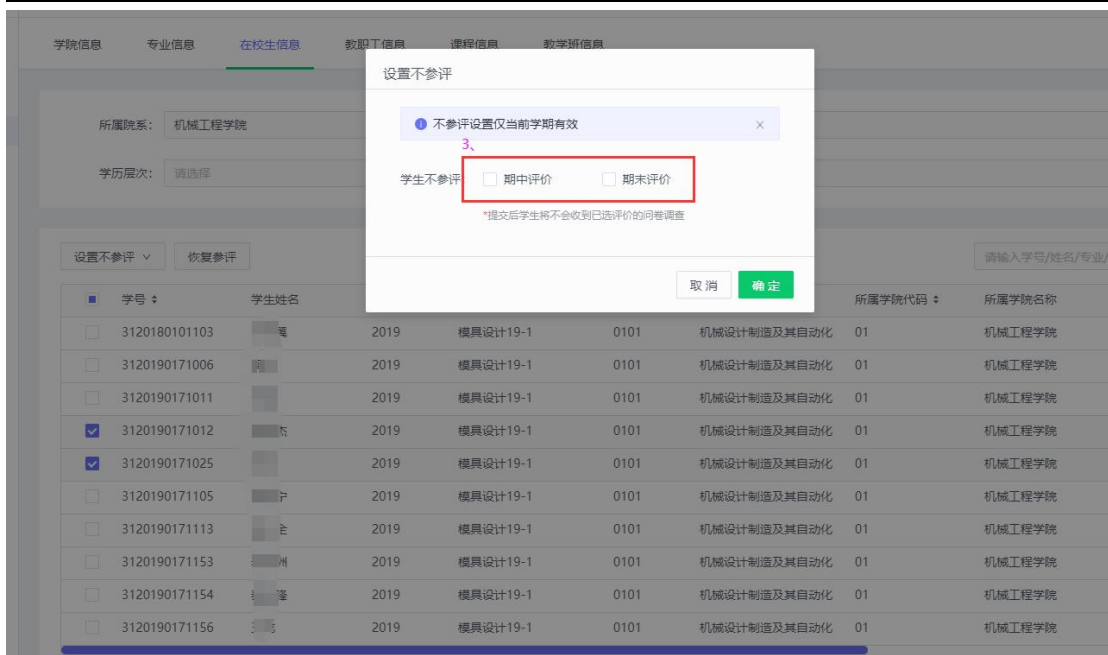 学院信息 专业信息 在校生信息 教职工信息 课程信息 教学班信息
设置不参评
所属院系: 机械工程学院
不参评设置仅当前学期有效
3、
学历层次: 请选择
学生不参评: 期中评价 期末评价
*提交后学生将不会收到已选评价的问卷调查
设置不参评 恢复参评
请输入学号/姓名/专业/
取消 确定
学号 学生姓名 所属学院代码 所属学院名称
3120180101103 2019 模具设计19-1 0101 机械设计制造及其自动化 01 机械工程学院
3120190171006 2019 模具设计19-1 0101 机械设计制造及其自动化 01 机械工程学院
3120190171011 2019 模具设计19-1 0101 机械设计制造及其自动化 01 机械工程学院
3120190171012 杰 2019 模具设计19-1 0101 机械设计制造及其自动化 01 机械工程学院
3120190171025 2019 模具设计19-1 0101 机械设计制造及其自动化 01 机械工程学院
3120190171105 2019 模具设计19-1 0101 机械设计制造及其自动化 01 机械工程学院
3120190171113 2019 模具设计19-1 0101 机械设计制造及其自动化 01 机械工程学院
3120190171153 2019 模具设计19-1 0101 机械设计制造及其自动化 01 机械工程学院
3120190171154 隆 2019 模具设计19-1 0101 机械设计制造及其自动化 01 机械工程学院
3120190171156 2019 模具设计19-1 0101 机械设计制造及其自动化 01 机械工程学院